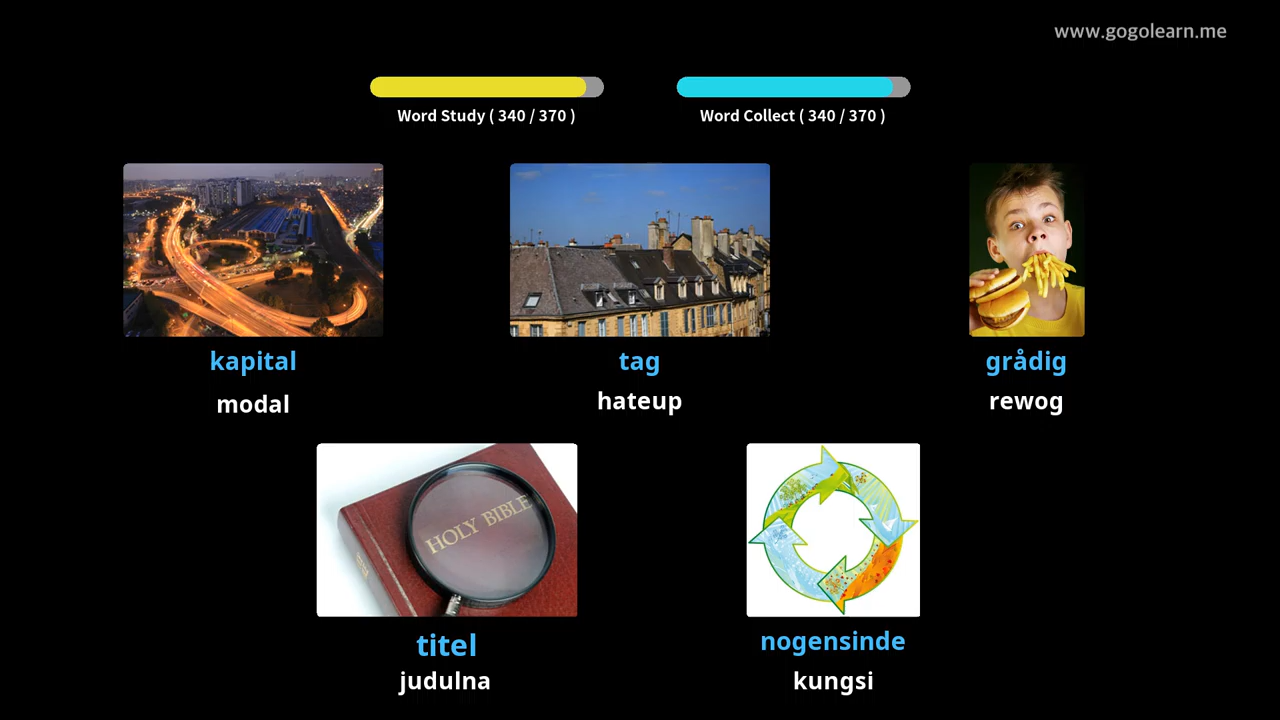 www.gogolearn.me
Word Study ( 340 / 370 )
Word Collect ( 340 / 370 )
kapital
modal
tag
hateup
grådig
rewog
HOLY BIBLE
titel
judulna
nogensinde
kungsi